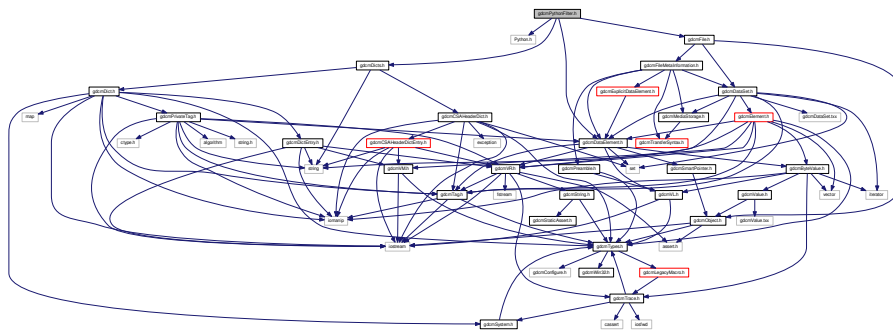 gdcmPythonFilter.h
Python.h
gdcmFile.h
gdcmDicts.h
gdcmFileMetaInformation.h
gdcmDict.h
gdcmExplicitDataElement.h
gdcmDataSet.h
map
gdcmPrivateTag.h
gdcmCSAHeaderDict.h
gdcmMediaStorage.h
gdcmElement.h
gdcmDataSet.txx
ctype.h
algorithm
string.h
gdcmDictEntry.h
gdcmCSAHeaderDictEntry.h
exception
gdcmDataElement.h
gdcmTransferSyntax.h
string
gdcmVM.h
gdcmVR.h
gdcmPreamble.h
set
gdcmSmartPointer.h
gdcmByteValue.h
gdcmTag.h
fstream
gdcmString.h
gdcmVL.h
gdcmValue.h
vector
iterator
iomanip
gdcmStaticAssert.h
gdcmObject.h
gdcmValue.txx
iostream
gdcmTypes.h
assert.h
gdcmConfigure.h
gdcmWin32.h
gdcmLegacyMacro.h
gdcmTrace.h
gdcmSystem.h
cassert
iosfwd